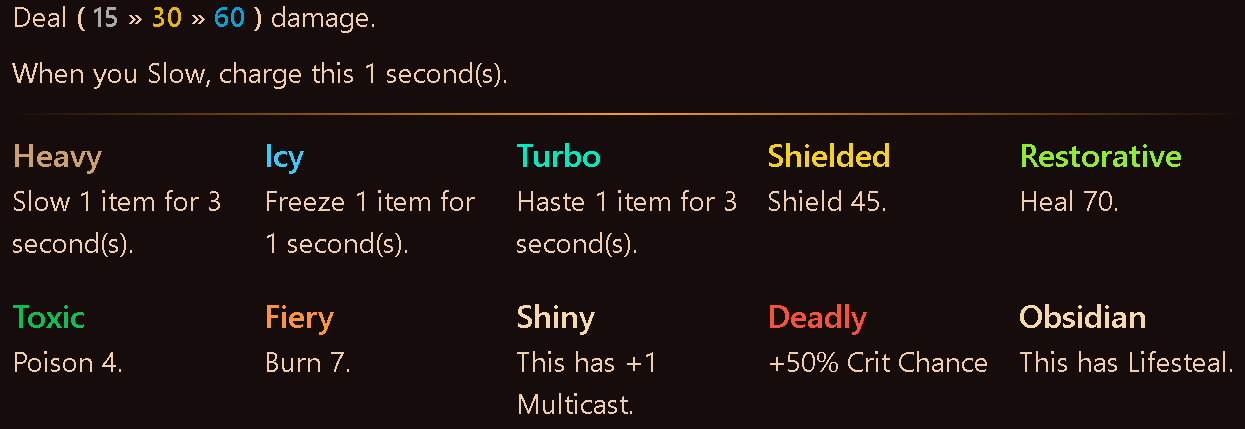 Deal ( 15 » 30 » 60 ) damage.
When you Slow, charge this 1 second(s).
Heavy
Slow 1 item for 3
second(s).
Icy
Freeze 1 item for
1 second(s).
Turbo
Haste 1 item for 3
second(s).
Shielded
Shield 45.
Restorative
Heal 70.
Toxic
Poison 4.
Fiery
Burn 7.
Shiny
This has +1
Multicast.
Deadly
+50% Crit Chance
Obsidian
This has Lifesteal.